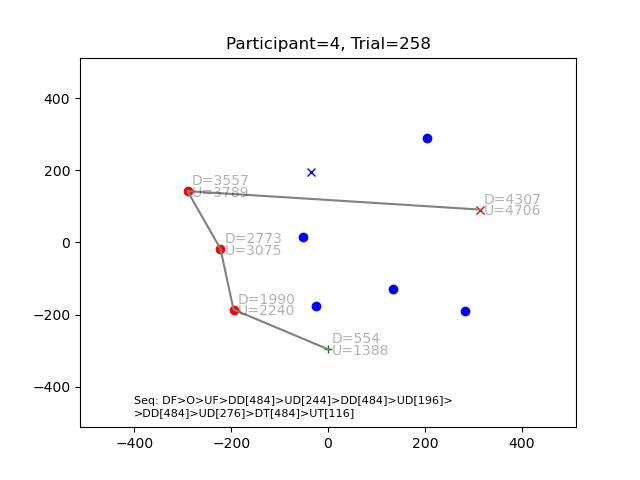 Participant=4, Trial=258
400
200
0
−200
−400
D=3557
U=3789
D=4307
U=4706
D=2773
U=3075
D=1990
U=2240
D=554
U=1388
Seq: DF>O>UF>DD[484]>UD[244]>DD[484]>UD[196]>
>DD[484]>UD[276]>DT[484]>UT[116]
−400 −200 0 200 400